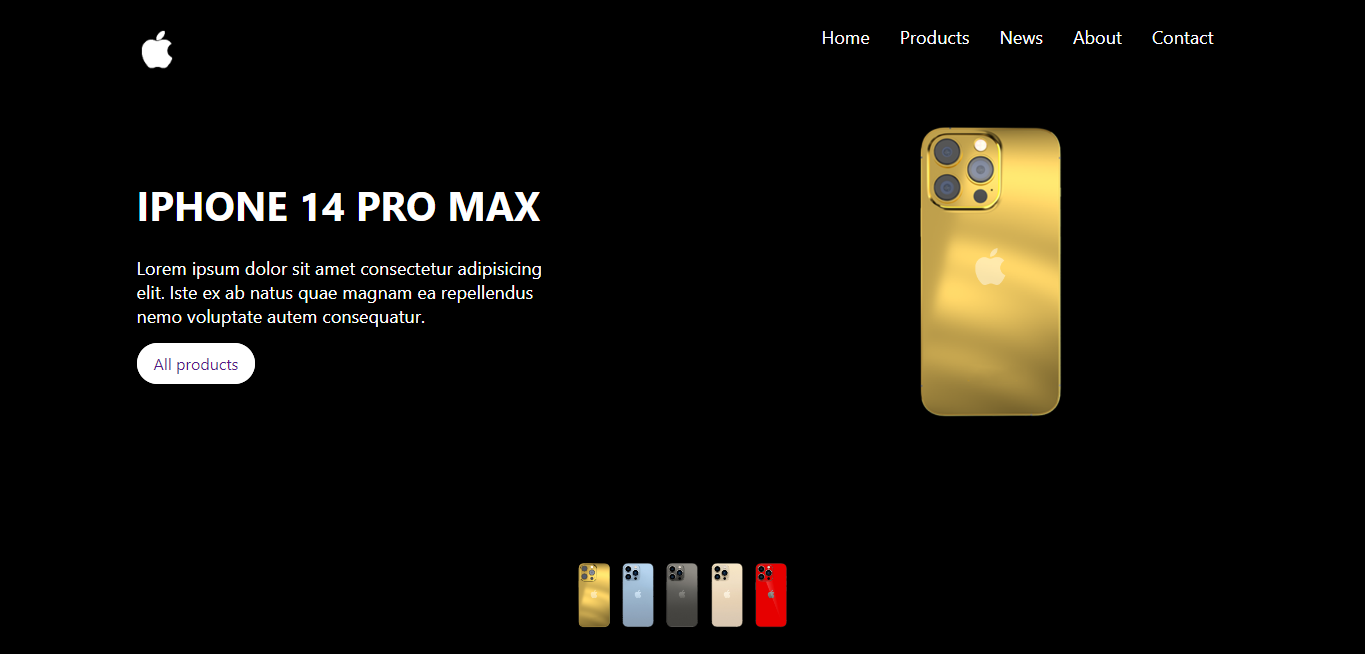 Home Products News About Contact
IPHONE 14 PRO MAX
Lorem ipsum dolor sit amet consectetur adipisicing
elit. Iste ex ab natus quae magnam ea repellendus
nemo voluptate autem consequatur.
All products